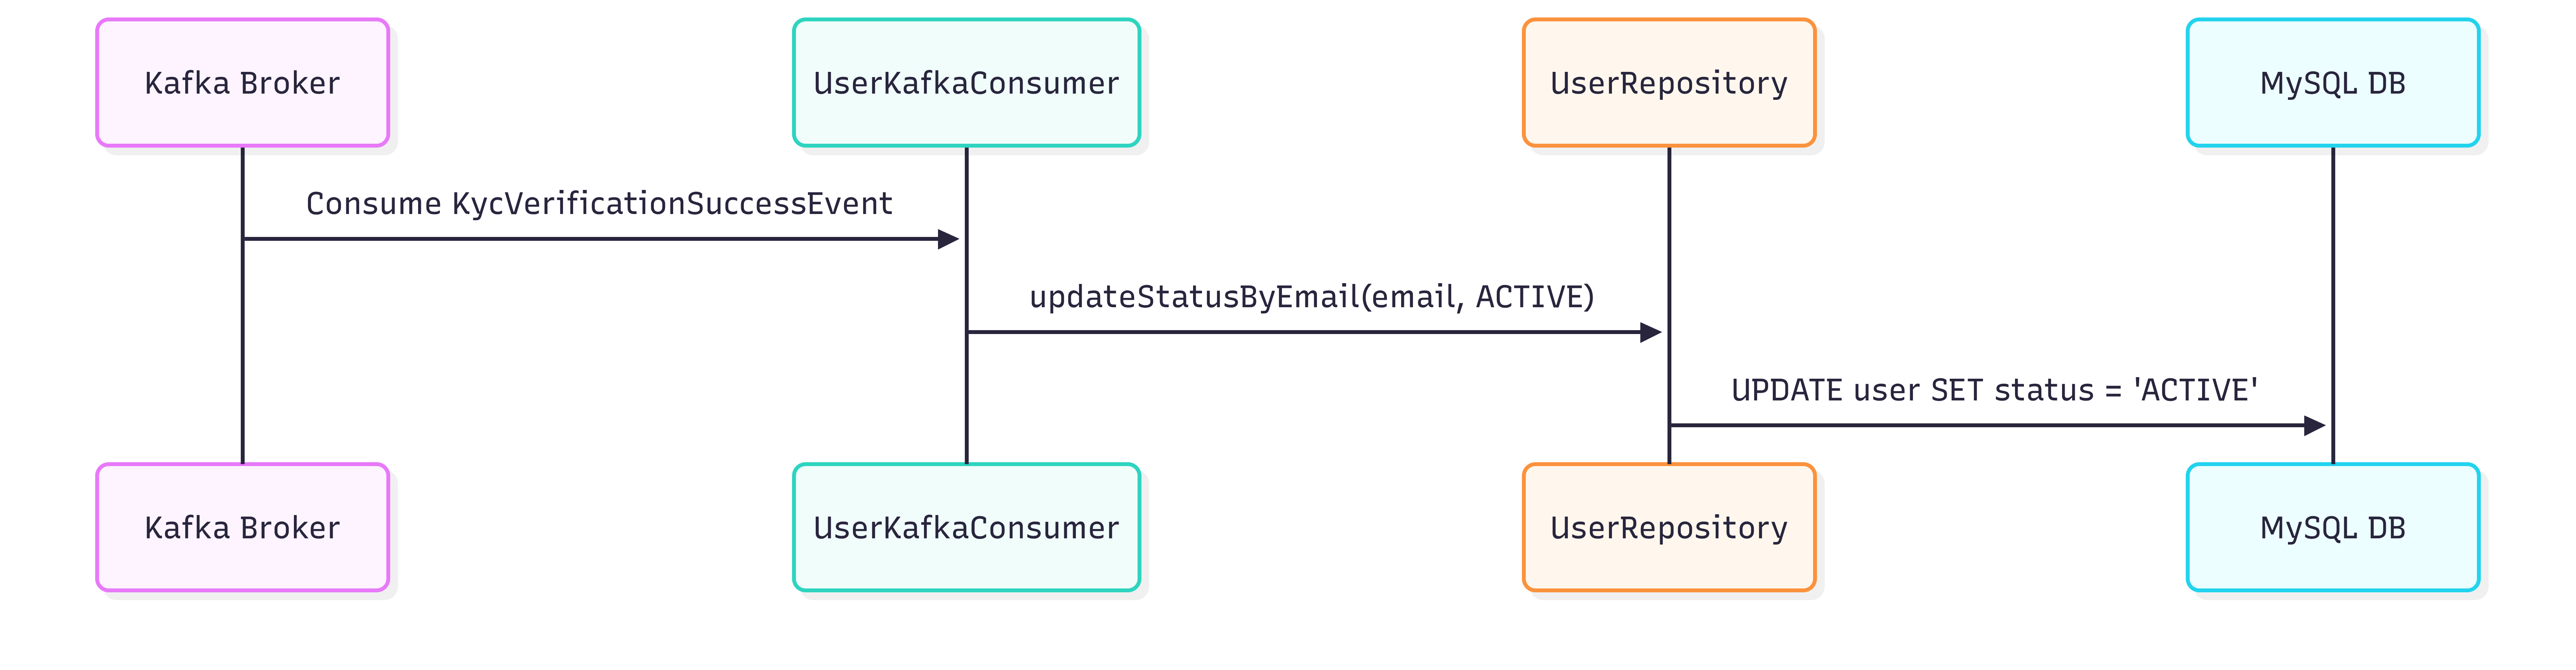 Kafka Broker
UserKafkaConsumer
UserRepository
MySQL DB
Consume KycVerificationSuccessEvent
updateStatusByEmail(email, ACTIVE)
UPDATE user SET status = 'ACTIVE'
Kafka Broker
UserKafkaConsumer
UserRepository
MySQL DB